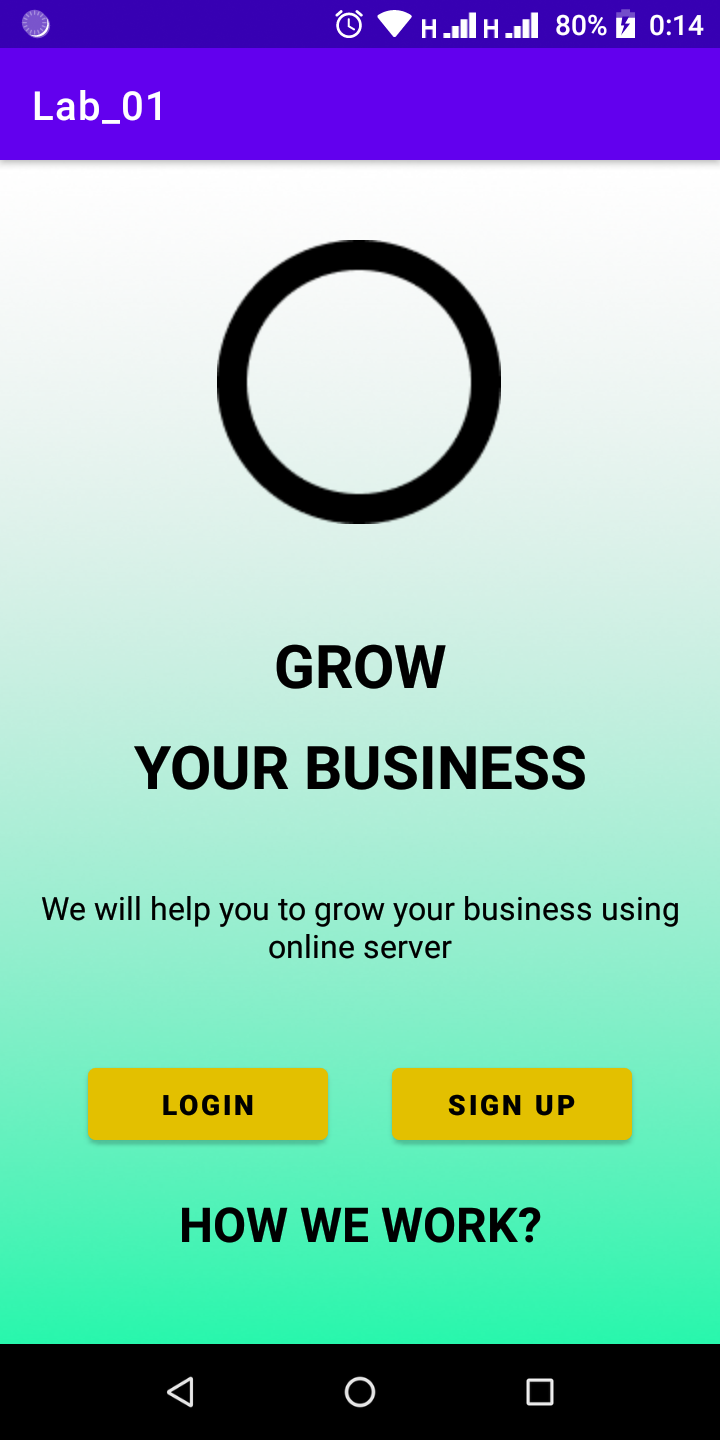 H H 80% 0:14
Lab_01
GROW
YOUR BUSINESS
We will help you to grow your business using
online server
LOGIN SIGN UP
HOW WE WORK?